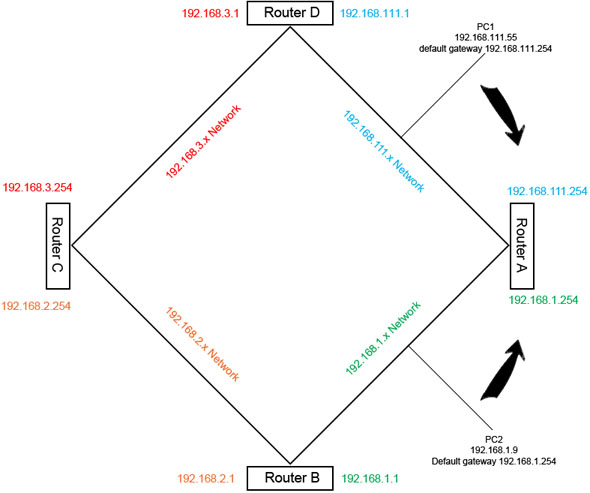 192.168.3.1
Router D
192.168.111.1
PC1
192.168.111.55
default gateway 192.168.111.254
192.168.3.x Network
192.168.111.x Network
192.168.3.254
192.168.111.254
Router C
Router A
192.168.2.254
192.168.1.254
192.168.2.x Network
192.168.1.x Network
PC2
192.168.1.9
Default gateway 192.168.1.254
192.168.2.1
Router B
192.168.1.1